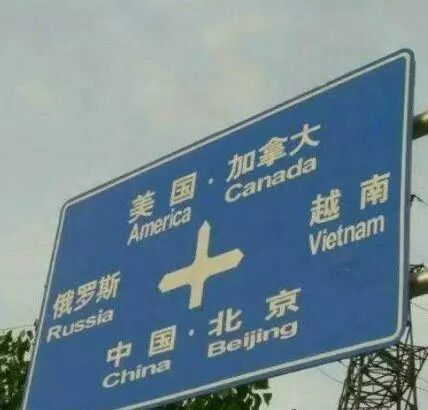 美国·加拿大
America Canada
越南
Vietnam
俄罗斯
Russia
中国·北京
China Beijing